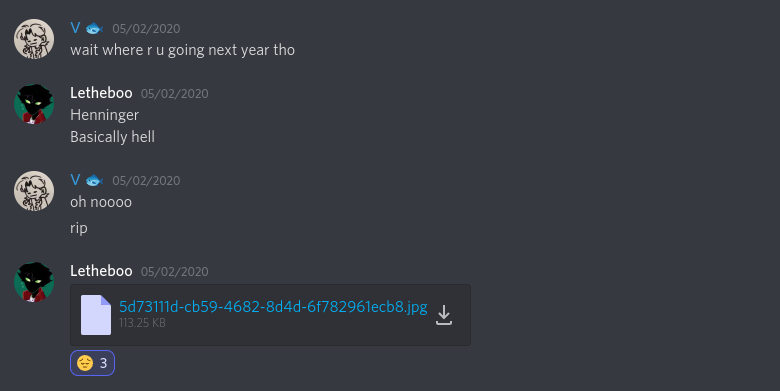 V 🐟 05/02/2020
wait where r u going next year tho
Letheboo 05/02/2020
Henninger
Basically hell
V 🐟 05/02/2020
oh noooo
rip
Letheboo 05/02/2020
5d73111d-cb59-4682-8d4d-6f782961ecb8.jpg
113.25 KB
😔 3